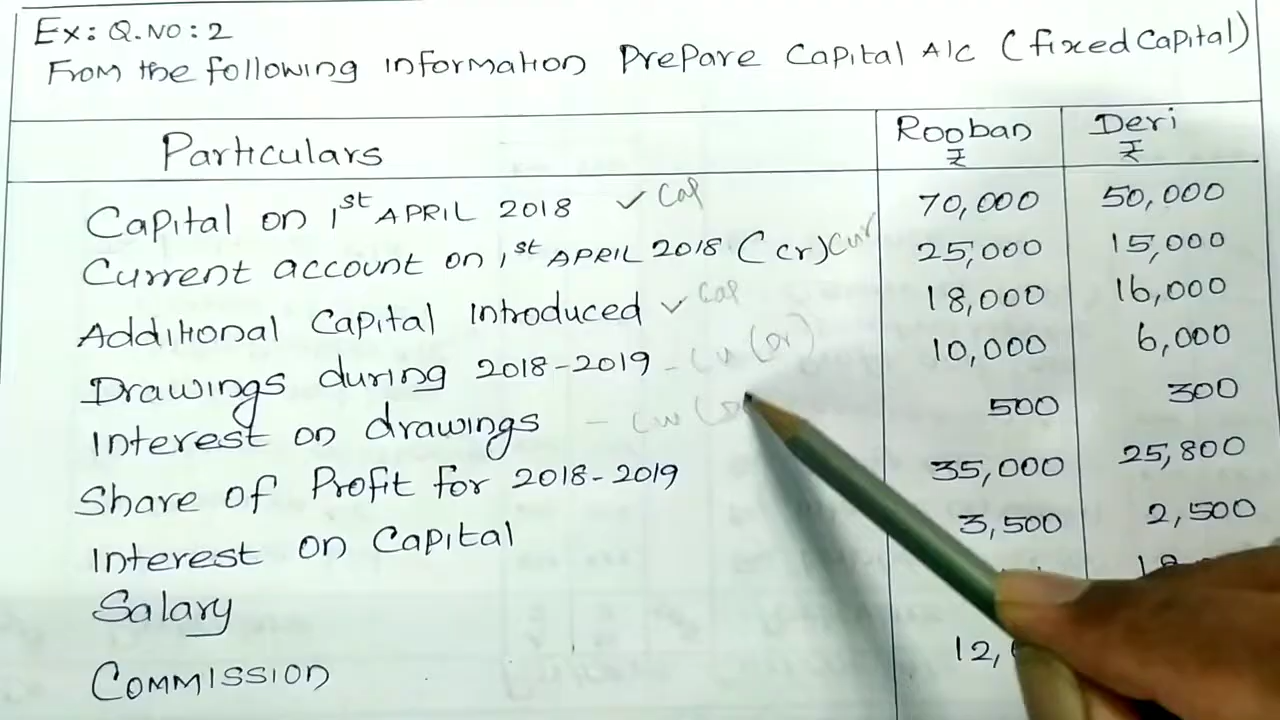 Ex: Q.NO: 2
From the following information Prepare Capital A/C (fixed Capital)
Particulars Rooban ₹ Deri ₹
Capital on 1st APRIL 2018 ✓ Cap 70,000 50,000
Current account on 1st APRIL 2018 (cr) Cur 25,000 15,000
Additional Capital Introduced ✓ Cap 18,000 16,000
Drawings during 2018-2019 - Cu (Dr) 10,000 6,000
Interest on drawings - 500 300
Share of Profit for 2018-2019 35,000 25,800
Interest on Capital 3,500 2,500
Salary
Commission